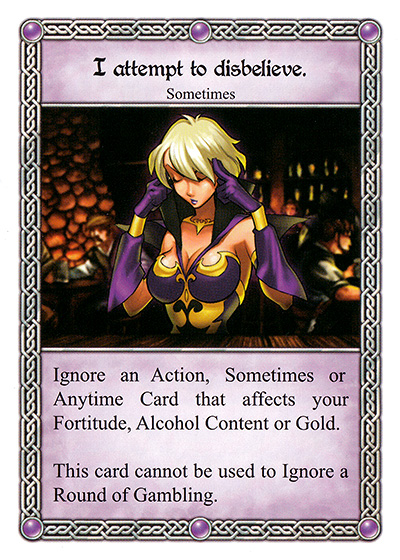 I attempt to disbelieve.
Sometimes
Ignore an Action, Sometimes or
Anytime Card that affects your
Fortitude, Alcohol Content or Gold.
This card cannot be used to Ignore a
Round of Gambling.